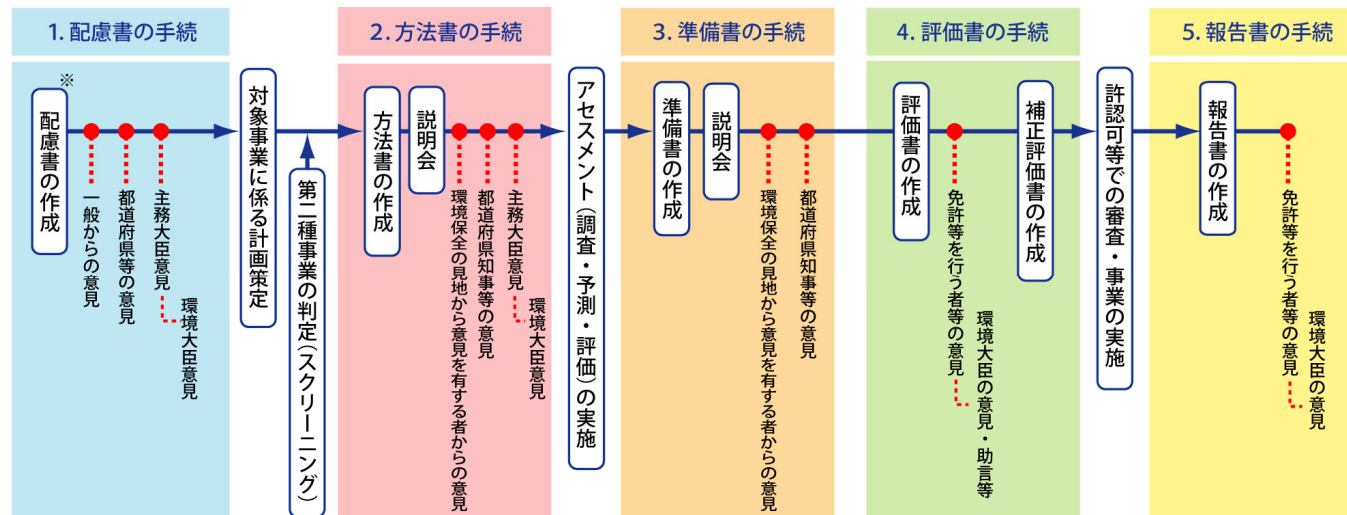 1. 配慮書の手続
※
配慮書の作成
一般からの意見
都道府県等の意見
主務大臣意見
環境大臣意見
対象事業に係る計画策定
第二種事業の判定(スクリーニング)
2. 方法書の手続
方法書の作成
説明会
環境保全の見地から意見を有する者からの意見
都道府県知事等の意見
主務大臣意見
環境大臣意見
アセスメント(調査・予測・評価)の実施
3. 準備書の手続
準備書の作成
説明会
環境保全の見地から意見を有する者からの意見
都道府県知事等の意見
4. 評価書の手続
評価書の作成
免許等を行う者等の意見
環境大臣の意見・助言等
補正評価書の作成
許認可等での審査・事業の実施
5. 報告書の手続
報告書の作成
免許等を行う者等の意見
環境大臣の意見